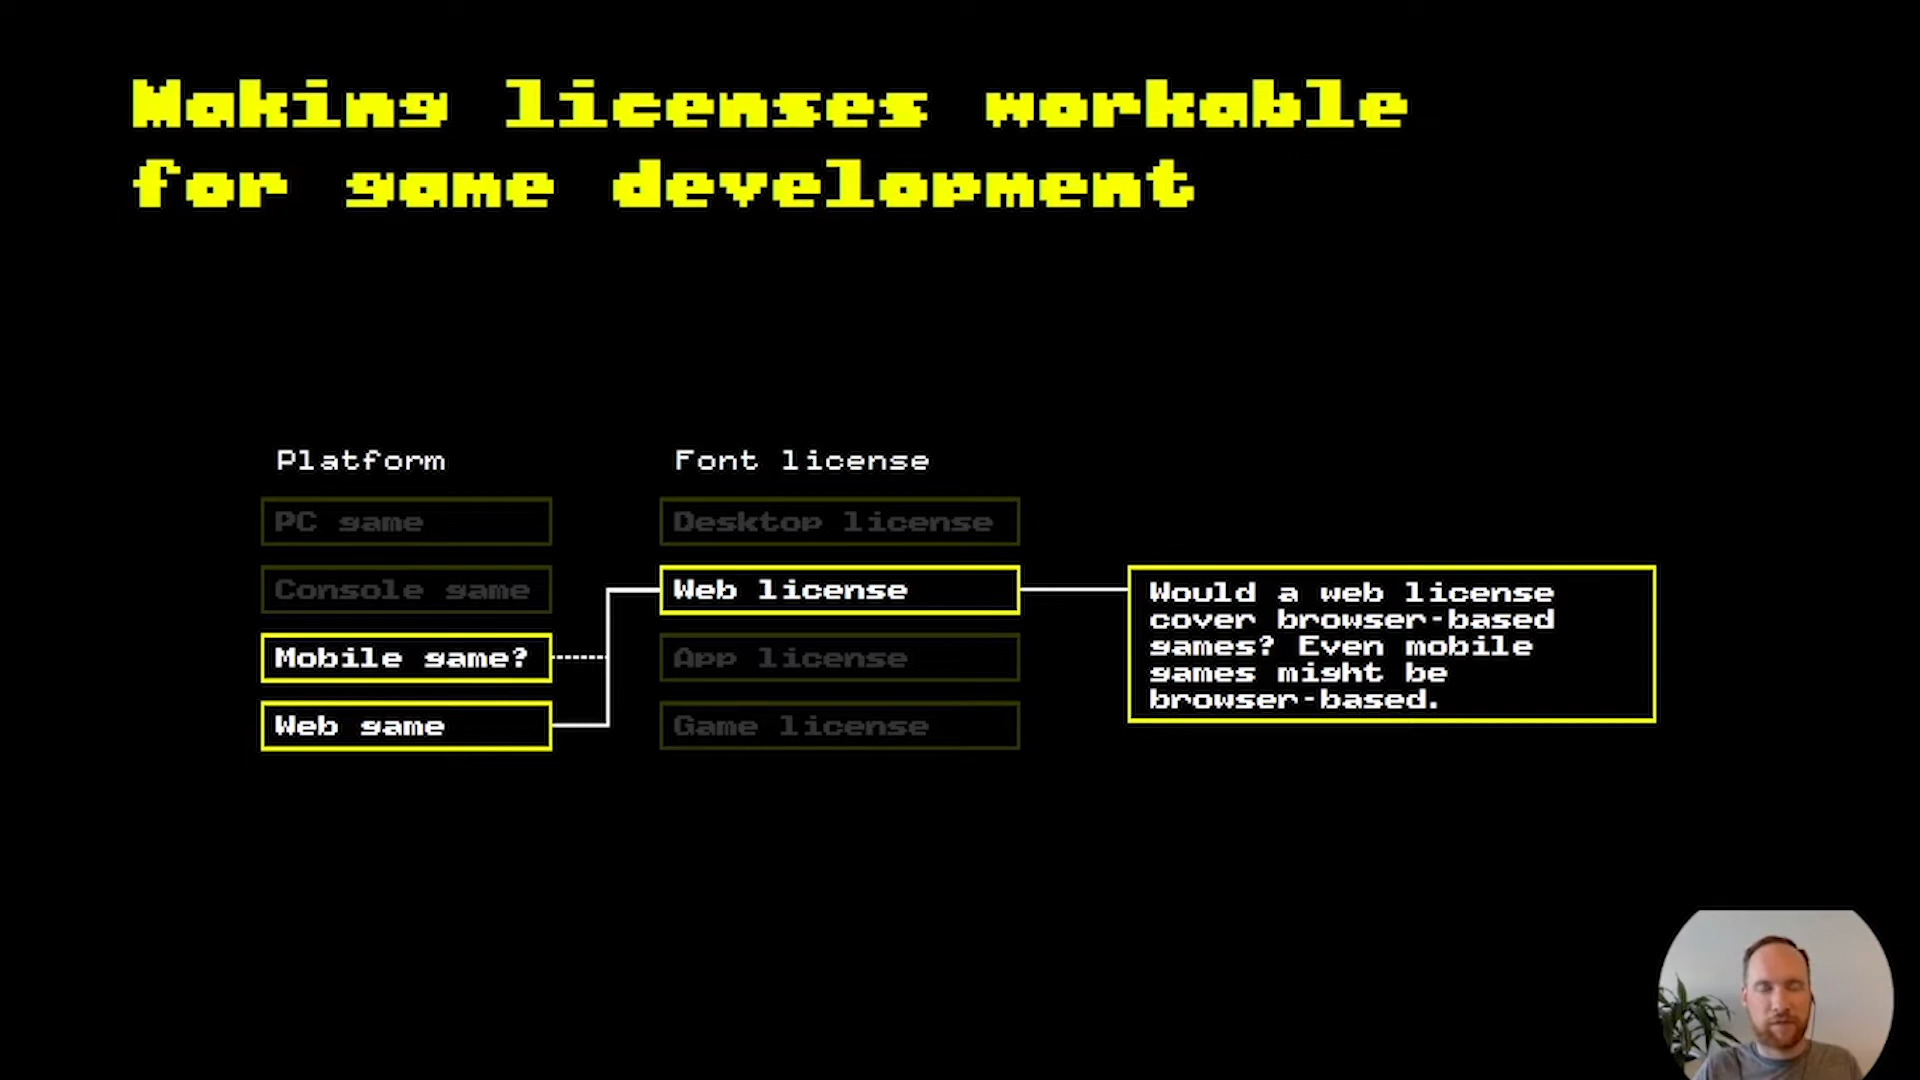 Making licenses workable
for game development
Platform
Font license
PC game
Desktop license
Console game
Web license
Mobile game?
App license
Web game
Game license
Would a web license
cover browser-based
games? Even mobile
games might be
browser-based.